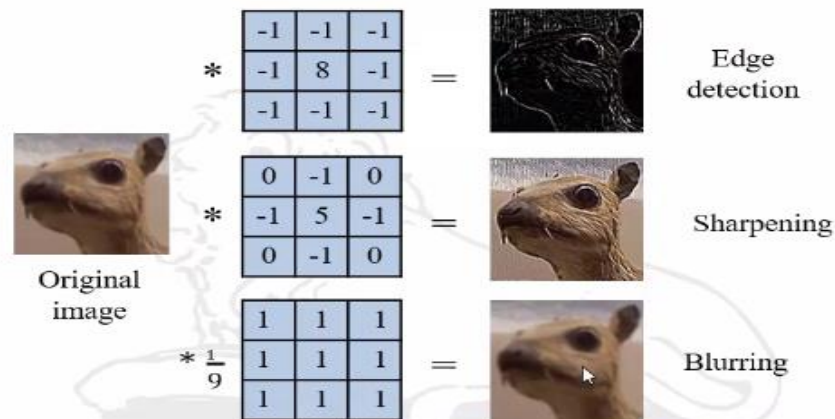 -1 -1 -1
* -1 8 -1 =
-1 -1 -1
Edge
detection
0 -1 0
* -1 5 -1 =
0 -1 0
Sharpening
Original
image
1 1 1
* 1/9 1 1 1 =
1 1 1
Blurring